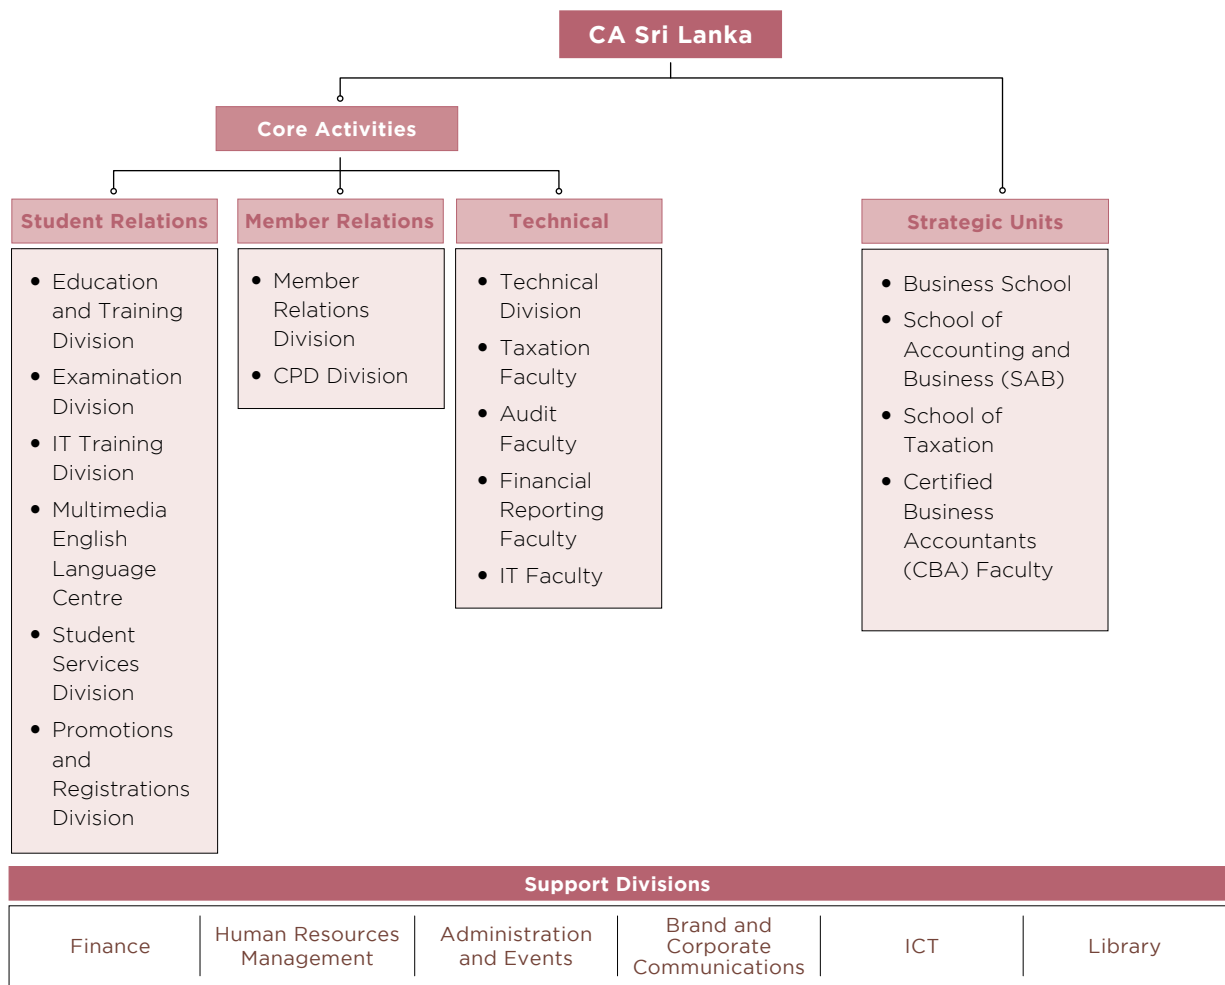 CA Sri Lanka
Core Activities
Student Relations
• Education
and Training
Division
• Examination
Division
• IT Training
Division
• Multimedia
English
Language
Centre
• Student
Services
Division
• Promotions
and
Registrations
Division
Member Relations
• Member
Relations
Division
• CPD Division
Technical
• Technical
Division
• Taxation
Faculty
• Audit
Faculty
• Financial
Reporting
Faculty
• IT Faculty
Strategic Units
• Business School
• School of
Accounting and
Business (SAB)
• School of
Taxation
• Certified
Business
Accountants
(CBA) Faculty
Support Divisions
Finance
Human Resources
Management
Administration
and Events
Brand and
Corporate
Communications
ICT
Library